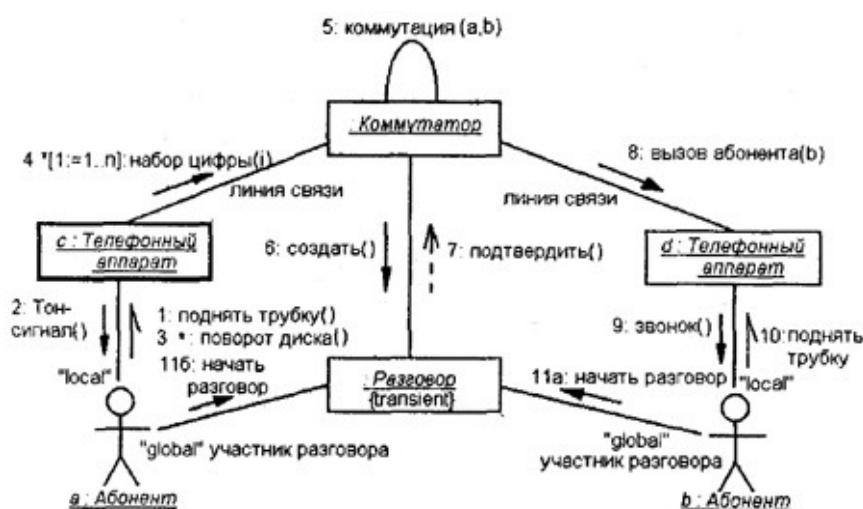 5: коммутация (a,b)
: Коммутатор
4 *[1:=1..n]: набор цифры(i)
8: вызов абонента(b)
линия связи
линия связи
c : Телефонный
аппарат
6: создать()
7: подтвердить()
d : Телефонный
аппарат
2: Тон-
сигнал()
1: поднять трубку()
3 *: поворот диска()
9: звонок()
10: поднять
трубку
11б: начать
разговор
"local"
: Разговор
{transient}
11а: начать разговор
"local"
"global" участник разговора
"global"
участник разговора
a : Абонент
b : Абонент